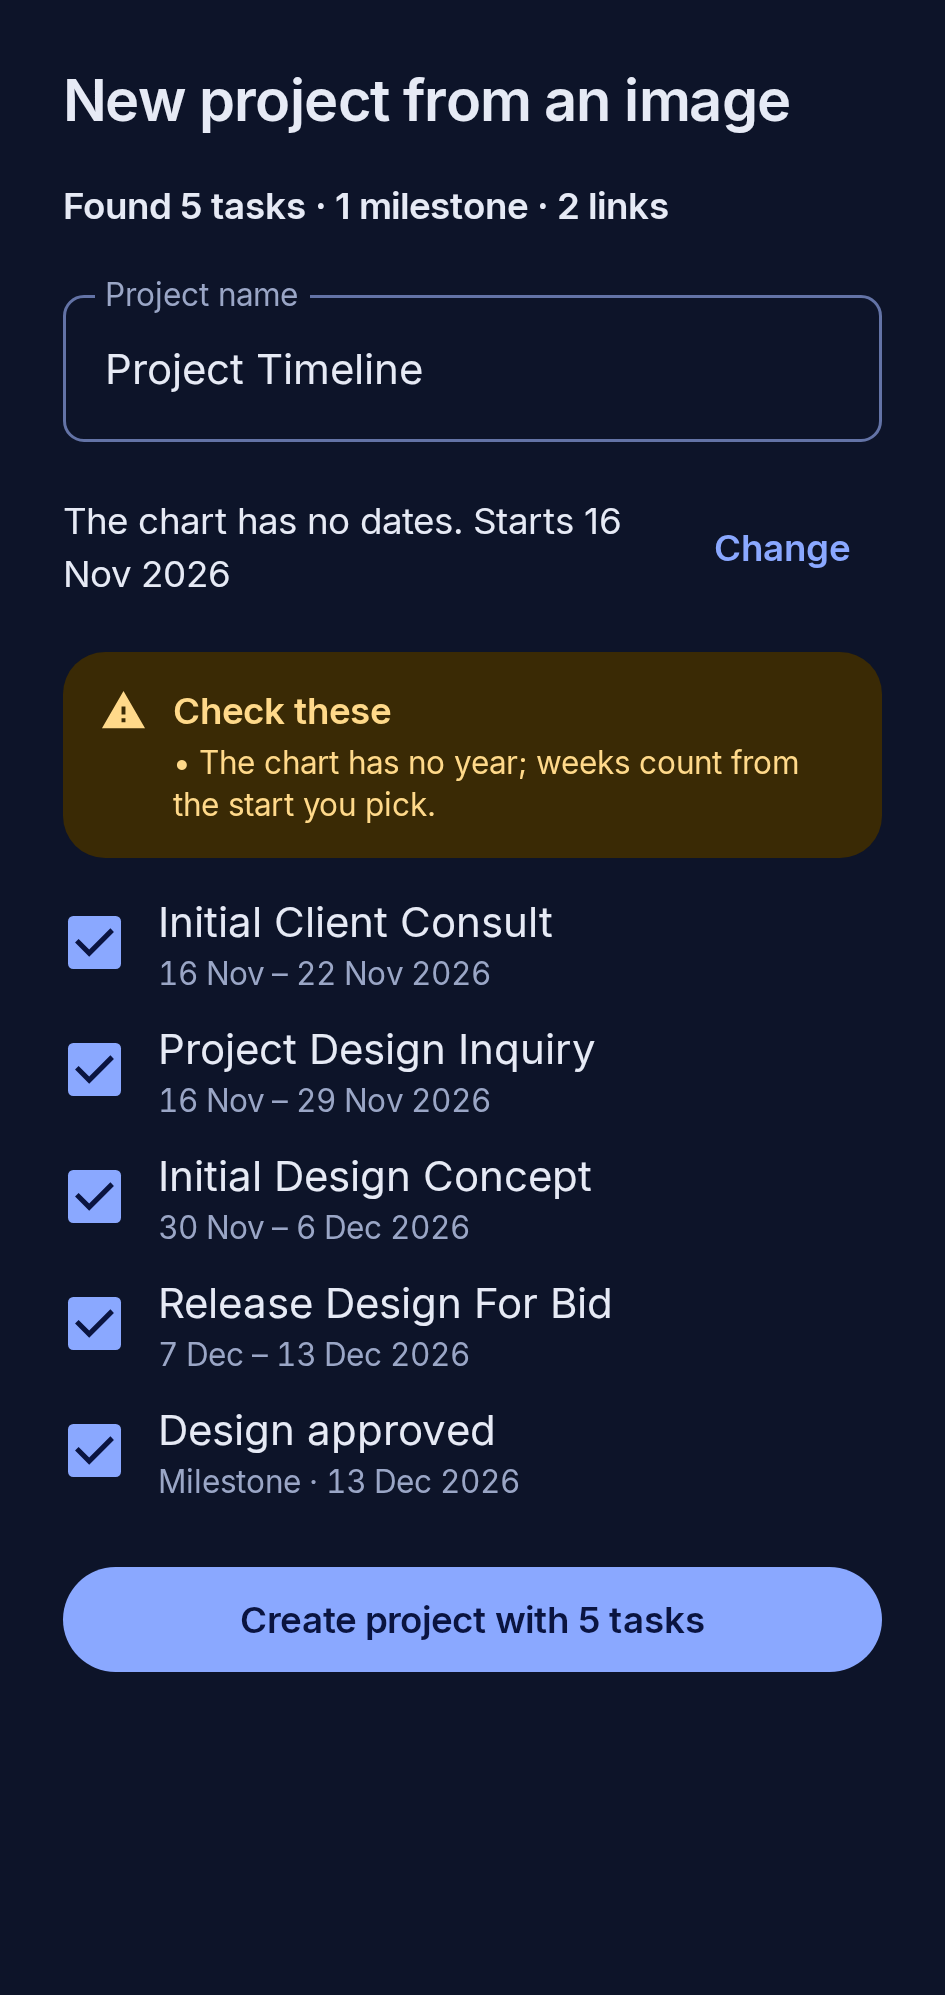 New project from an image
Found 5 tasks · 1 milestone · 2 links
Project name
Project Timeline
The chart has no dates. Starts 16
Nov 2026
Change
Check these
• The chart has no year; weeks count from
the start you pick.
Initial Client Consult
16 Nov – 22 Nov 2026
Project Design Inquiry
16 Nov – 29 Nov 2026
Initial Design Concept
30 Nov – 6 Dec 2026
Release Design For Bid
7 Dec – 13 Dec 2026
Design approved
Milestone · 13 Dec 2026
Create project with 5 tasks